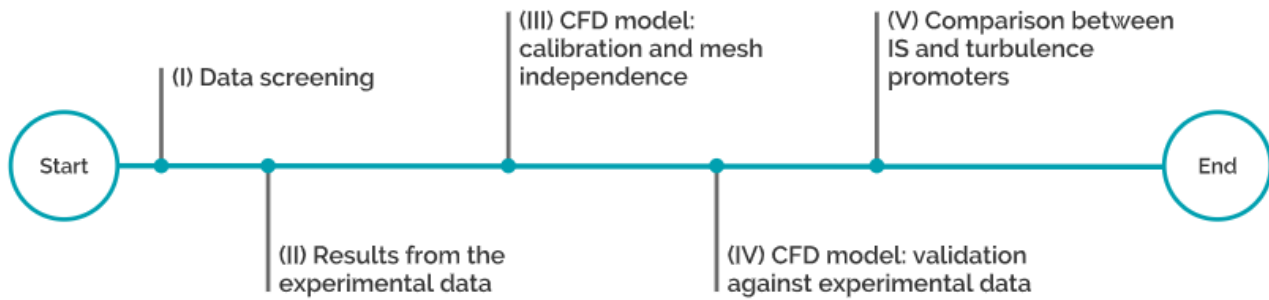 Start
(I) Data screening
(II) Results from the
experimental data
(III) CFD model:
calibration and mesh
independence
(IV) CFD model: validation
against experimental data
(V) Comparison between
IS and turbulence
promoters
End